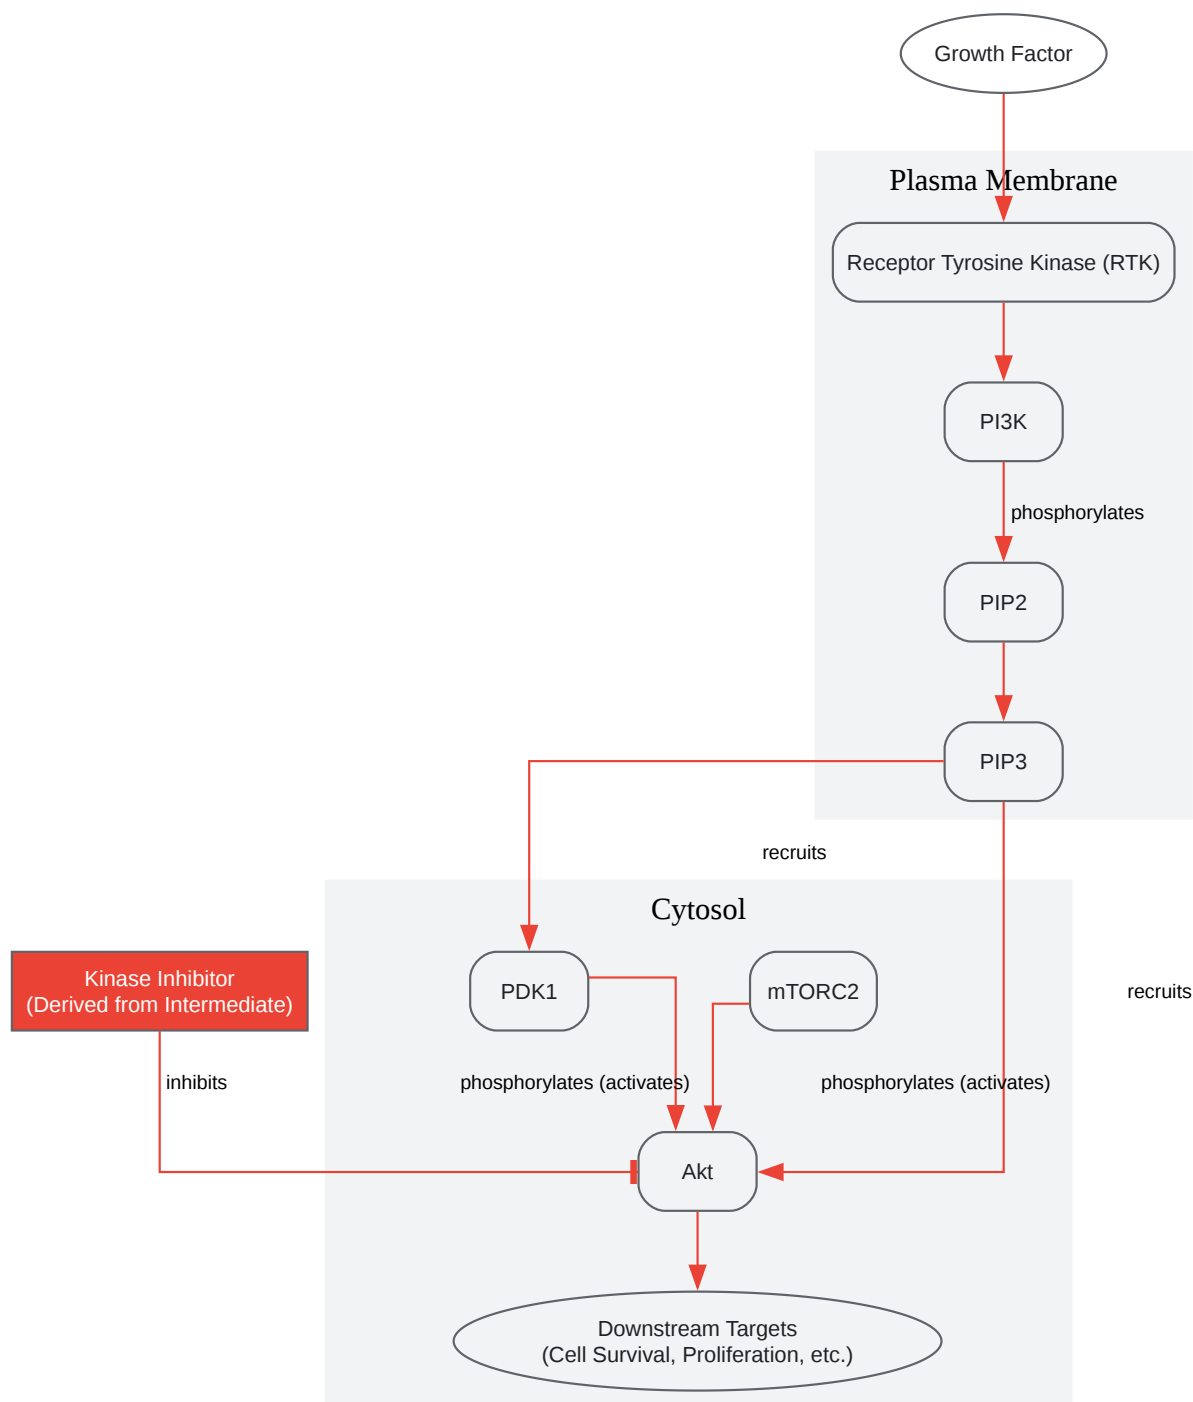 Growth Factor
Plasma Membrane
Receptor Tyrosine Kinase (RTK)
PI3K
phosphorylates
PIP2
PIP3
recruits
Cytosol
Kinase Inhibitor
(Derived from Intermediate)
PDK1
mTORC2
recruits
inhibits
phosphorylates (activates)
phosphorylates (activates)
Akt
Downstream Targets
(Cell Survival, Proliferation, etc.)